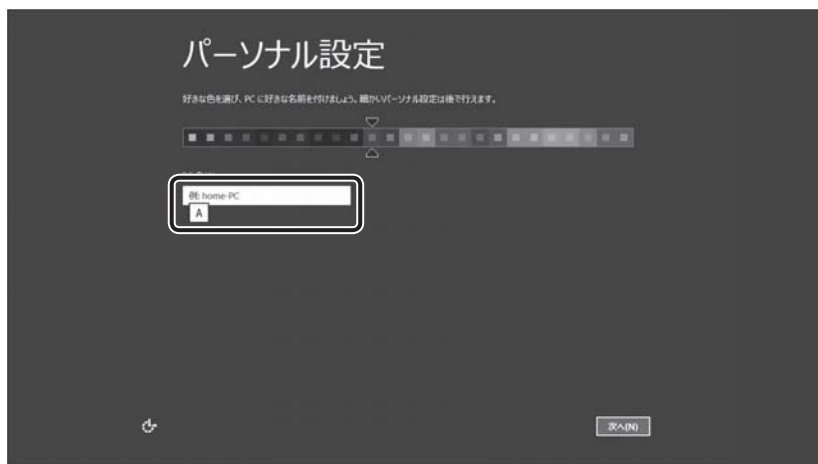 パーソナル設定
好きな色を選び、PC に好きな名前を付けましょう。細かいパーソナル設定は後で行えます。
例: home-PC
A
次へ(N)